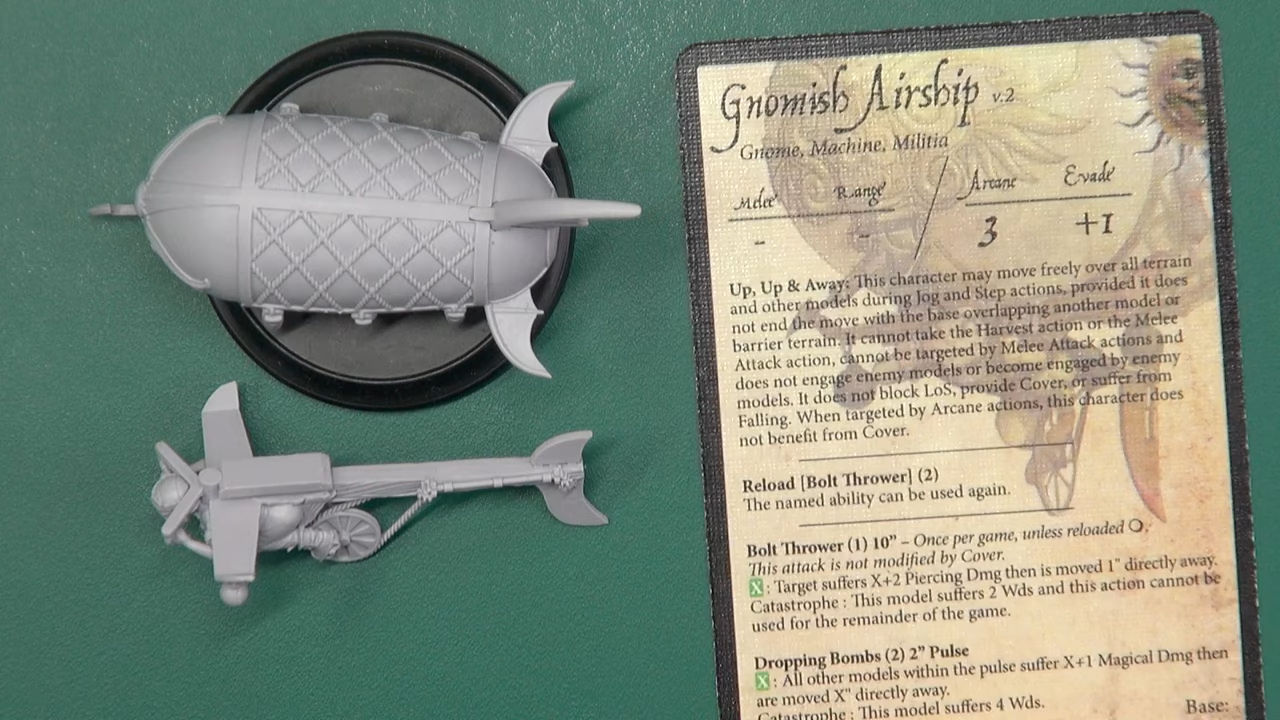 Gnomish Airship v.2
Gnome, Machine, Militia
Melee Range Arcane Evade
- - 3 +1
Up, Up & Away: This character may move freely over all terrain
and other models during Jog and Step actions, provided it does
not end the move with the base overlapping another model or
barrier terrain. It cannot take the Harvest action or the Melee
Attack action, cannot be targeted by Melee Attack actions and
does not engage enemy models or become engaged by enemy
models. It does not block LoS, provide Cover, or suffer from
Falling. When targeted by Arcane actions, this character does
not benefit from Cover.
Reload [Bolt Thrower] (2)
The named ability can be used again.
Bolt Thrower (1) 10" – Once per game, unless reloaded O.
This attack is not modified by Cover.
X : Target suffers X+2 Piercing Dmg then is moved 1" directly away.
Catastrophe : This model suffers 2 Wds and this action cannot be
used for the remainder of the game.
Dropping Bombs (2) 2" Pulse
X : All other models within the pulse suffer X+1 Magical Dmg then
are moved X" directly away.
Catastrophe : This model suffers 4 Wds.
Base: